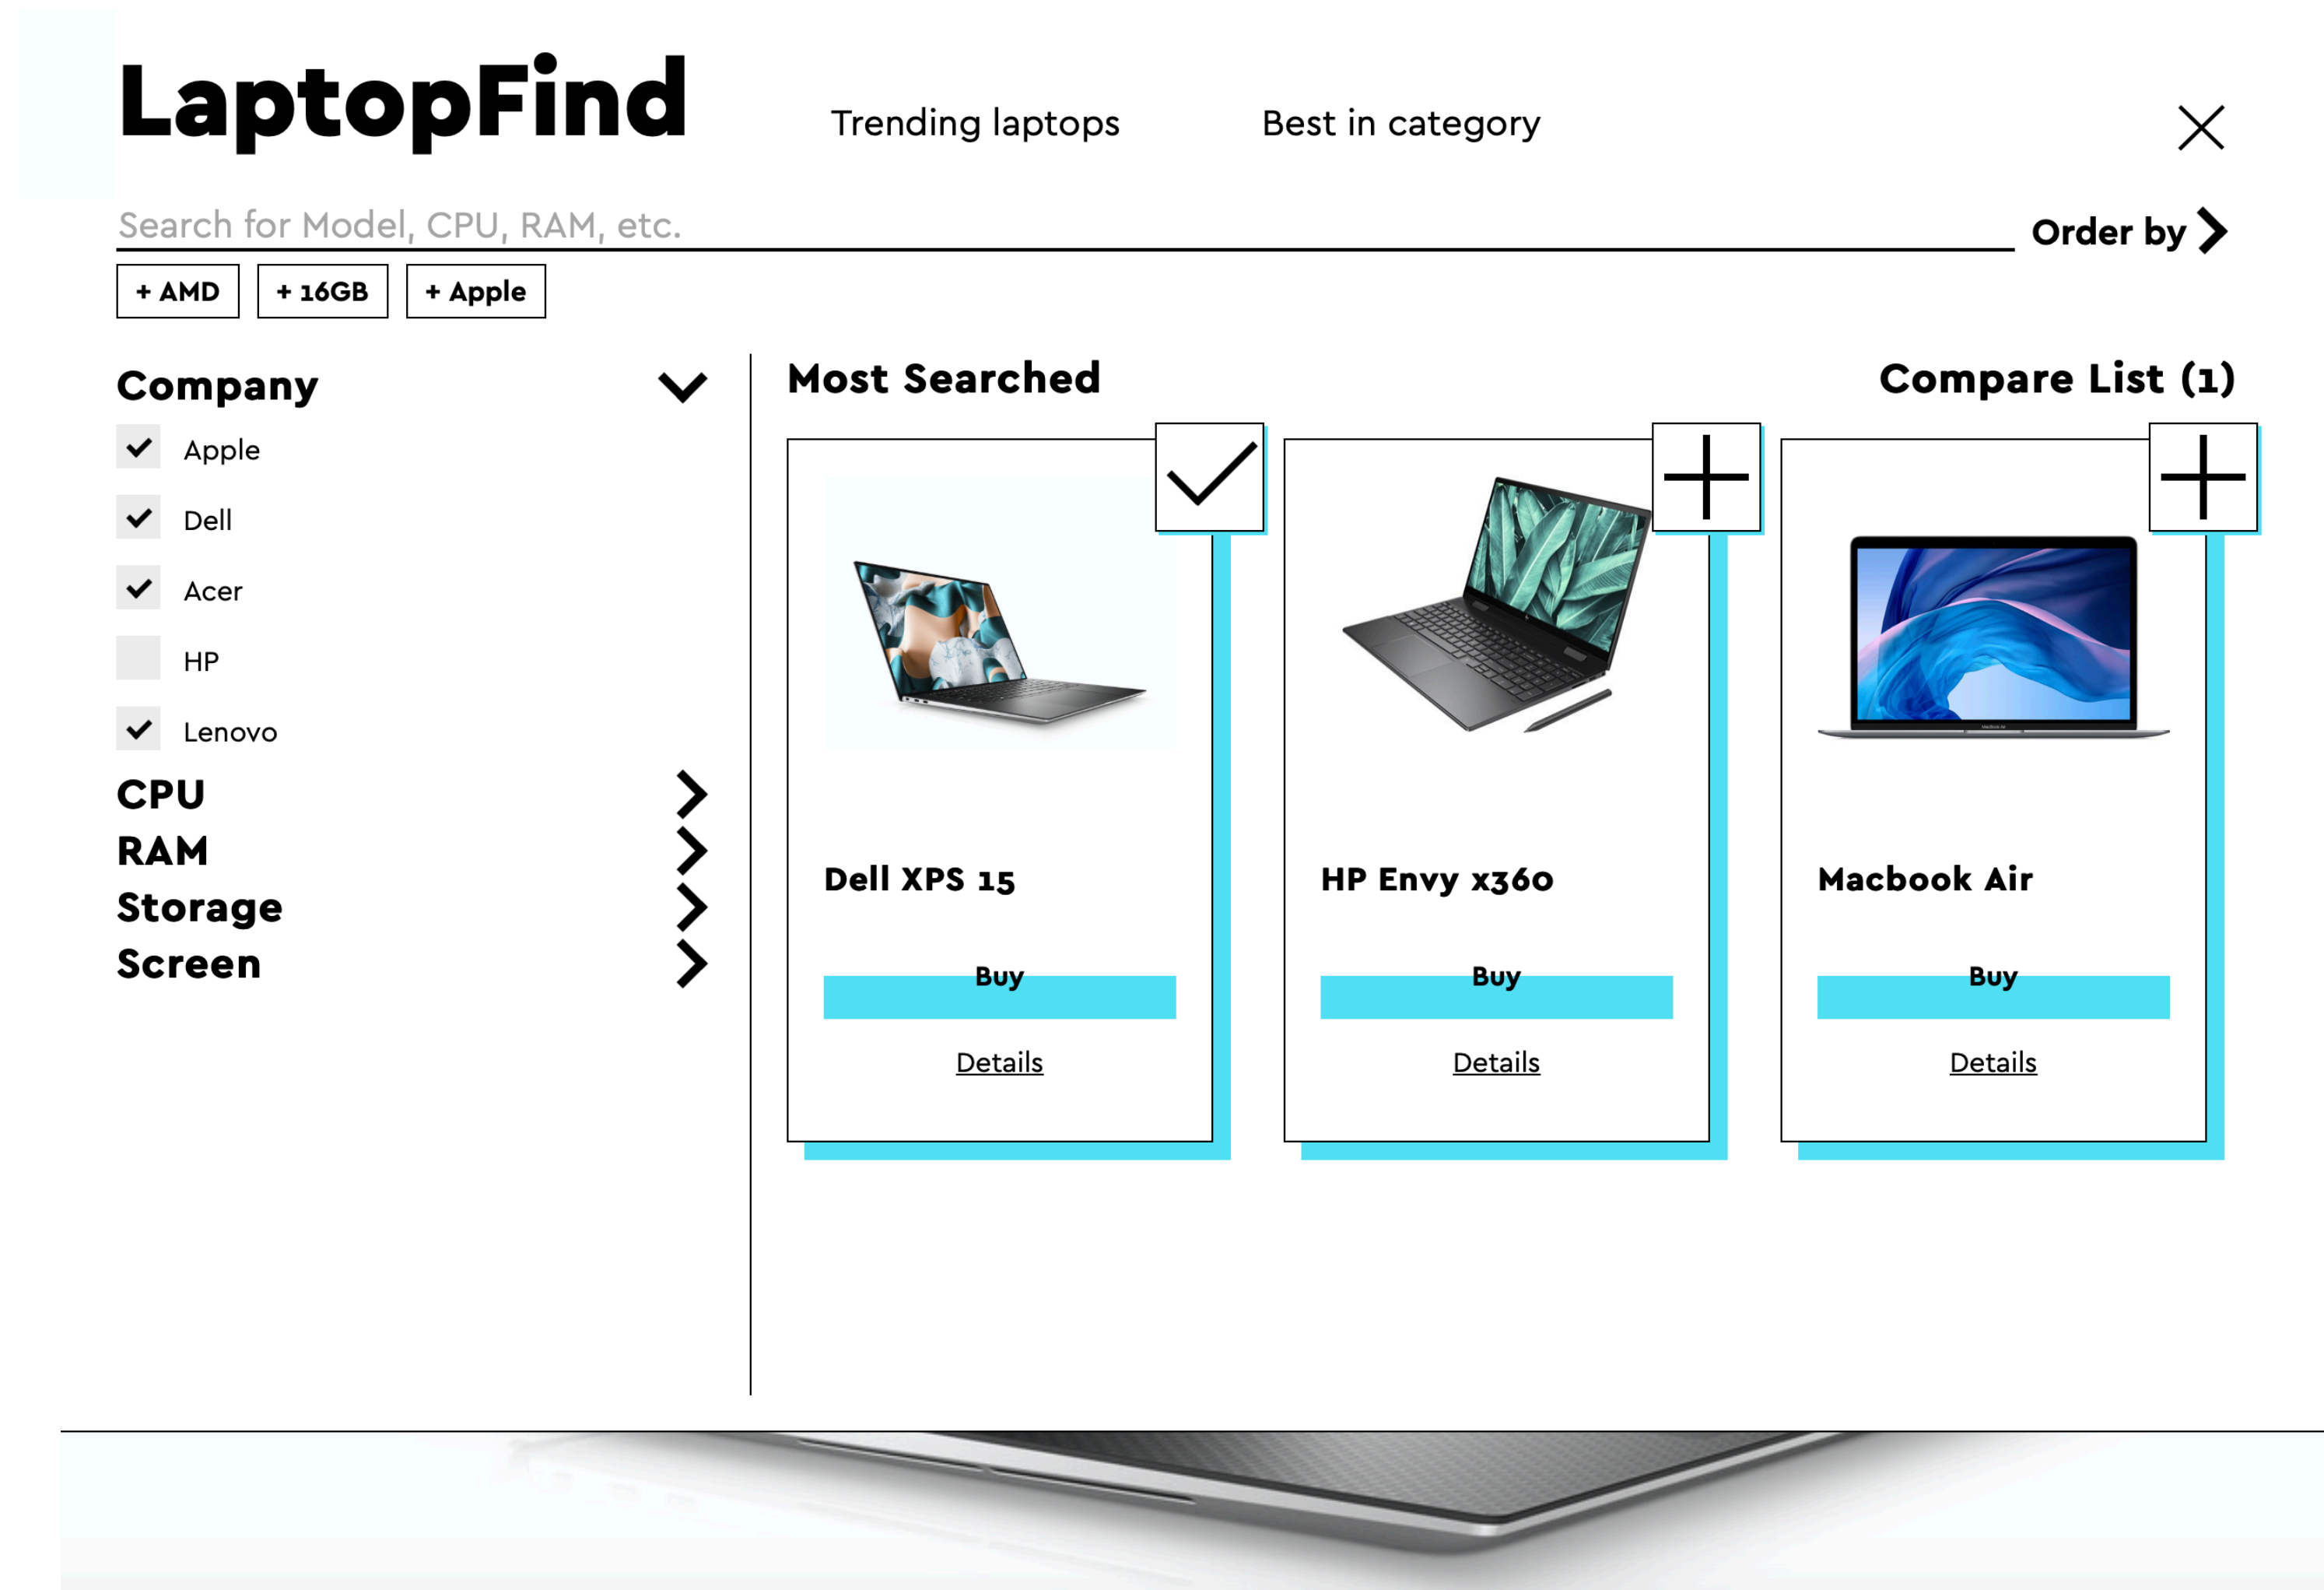 LaptopFind
Trending laptops
Best in category
Search for Model, CPU, RAM, etc.
Order by
+ AMD
+ 16GB
+ Apple
Company
Apple
Dell
Acer
HP
Lenovo
CPU
RAM
Storage
Screen
Most Searched
Compare List (1)
Dell XPS 15
Buy
Details
HP Envy x360
Buy
Details
Macbook Air
Buy
Details